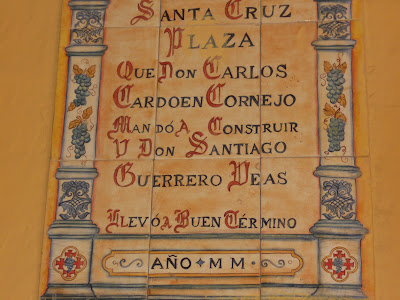 SANTA CRUZ
PLAZA
QUE DON CARLOS
CARDOEN CORNEJO
MANDÓ A CONSTRUIR
Y DON SANTIAGO
GUERRERO VEAS
LLEVÓ A BUEN TÉRMINO
AÑO MM